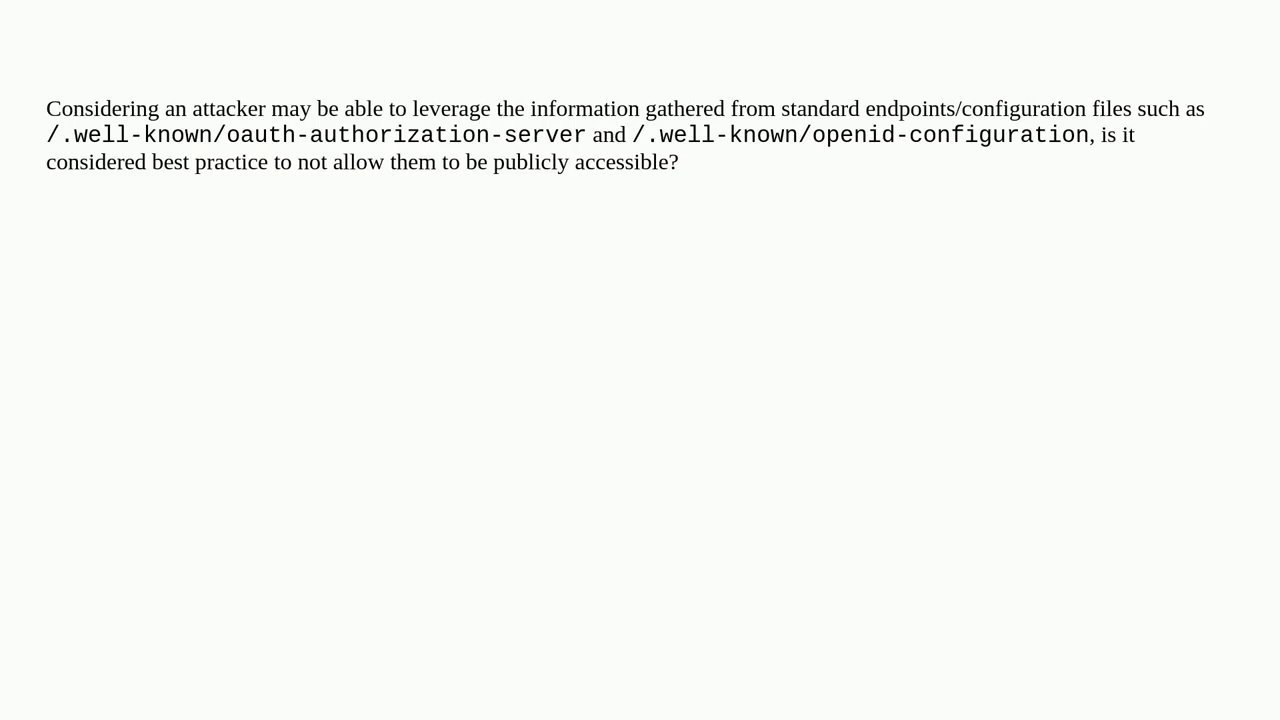 Considering an attacker may be able to leverage the information gathered from standard endpoints/configuration files such as
/.well-known/oauth-authorization-server and /.well-known/openid-configuration, is it
considered best practice to not allow them to be publicly accessible?